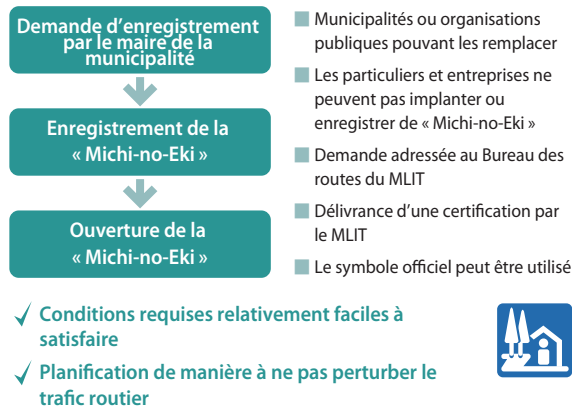 Demande d'enregistrement
par le maire de la
municipalité
Enregistrement de la
« Michi-no-Eki »
Ouverture de la
« Michi-no-Eki »
Municipalités ou organisations
publiques pouvant les remplacer
Les particuliers et entreprises ne
peuvent pas implanter ou
enregistrer de « Michi-no-Eki »
Demande adressée au Bureau des
routes du MLIT
Délivrance d'une certification par
le MLIT
Le symbole officiel peut être utilisé
Conditions requises relativement faciles à
satisfaire
Planification de manière à ne pas perturber le
trafic routier